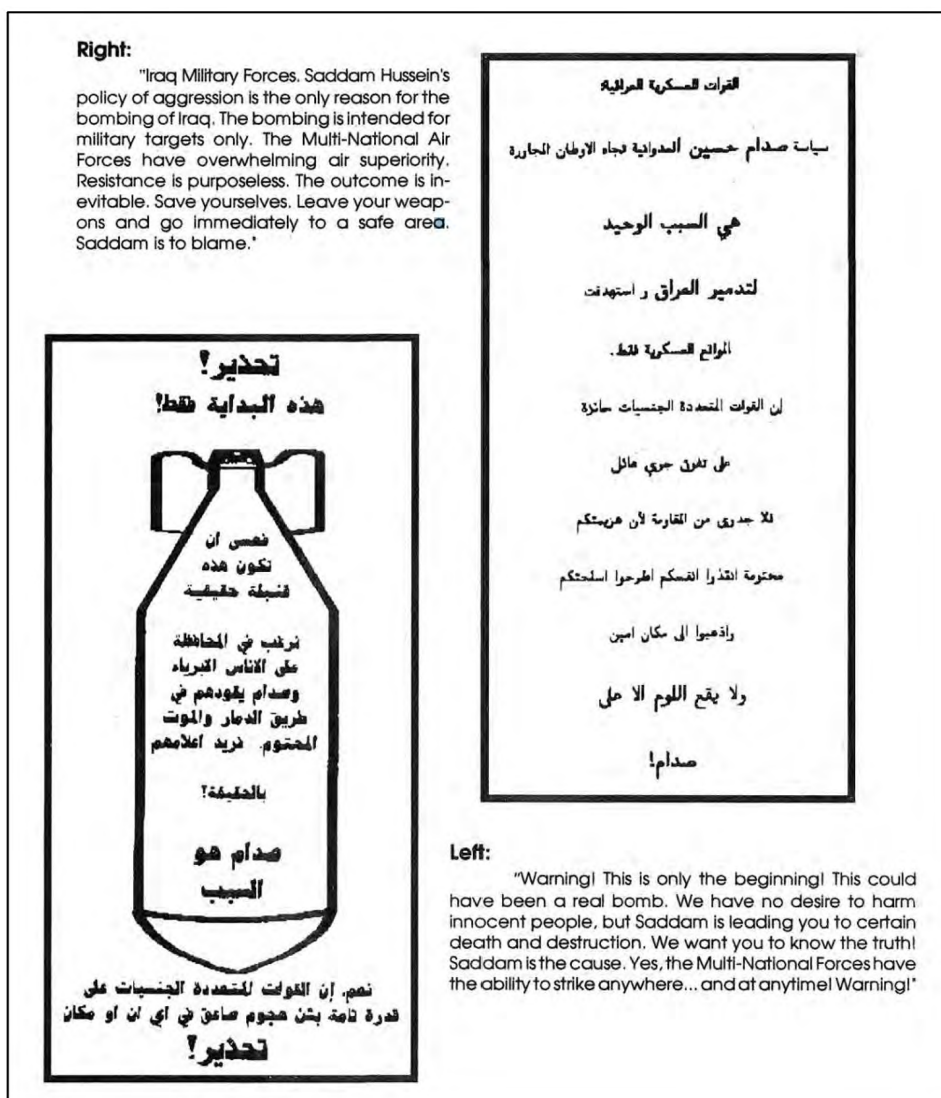 Right:
"Iraq Military Forces. Saddam Hussein's
policy of aggression is the only reason for the
bombing of Iraq. The bombing is intended for
military targets only. The Multi-National Air
Forces have overwhelming air superiority.
Resistance is purposeless. The outcome is in-
evitable. Save yourselves. Leave your weap-
ons and go immediately to a safe area.
Saddam is to blame."
القوات العسكرية العراقية:
سياسة صدام حسين العدوانية تجاه الاوطان المجاورة
هي السبب الوحيد
لتدمير العراق و استهدفت
المواقع العسكرية فقط.
إن القوات المتعددة الجنسيات حائزة
على تفوق جوي هائل
فلا جدوى من المقاومة لأن هزيمتكم
محتومة انقذوا انفسكم اطرحوا اسلحتكم
واذهبوا الى مكان امين
ولا يقع اللوم الا على
صدام!
تحذير!
هذه البداية فقط!
فعسى ان
تكون هذه
قنبلة حقيقية
نرغب في المحافظة
على الاناس الابرياء
وصدام يقودهم في
طريق الدمار والموت
المحتوم. نريد اعلامهم
بالحقيقة؟
صدام هو
السبب
نعم. إن القوات المتعددة الجنسيات على
قدرة تامة بشن هجوم صاعق في اي ان او مكان
تحذير!
Left:
"Warning! This is only the beginning! This could
have been a real bomb. We have no desire to harm
innocent people, but Saddam is leading you to certain
death and destruction. We want you to know the truth!
Saddam is the cause. Yes, the Multi-National Forces have
the ability to strike anywhere... and at anytime! Warning!"